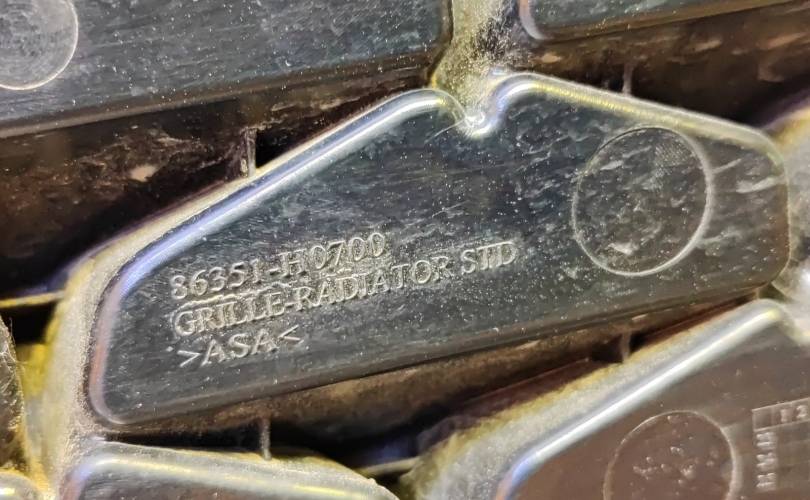 86351-H0700
GRILLE-RADIATOR STD
>ASA<